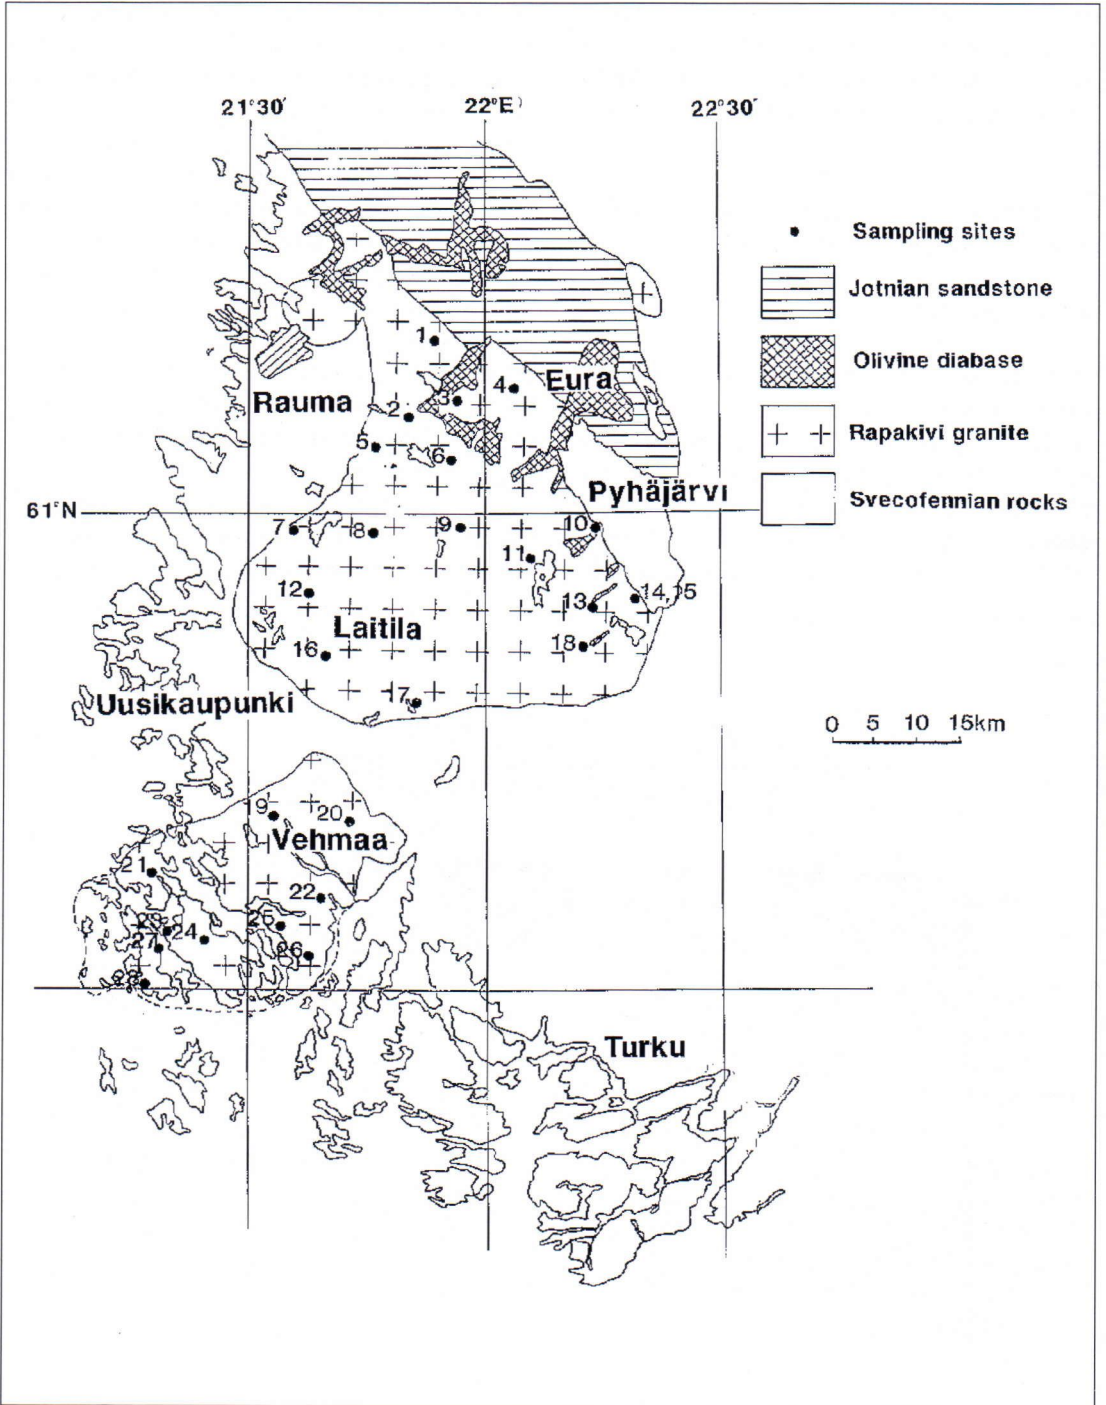 21°30′
22°E)
22°30′
Sampling sites
Jotnian sandstone
Olivine diabase
Rapakivi granite
Svecofennian rocks
1
4
Eura
Rauma
3
2
5
6
Pyhäjärvi
61°N
7
8
9
10
11
12
13
14,15
Laitila
16
18
17
Uusikaupunki
0 5 10 15km
19
20
Vehmaa
21
22
25
24
27
26
Turku